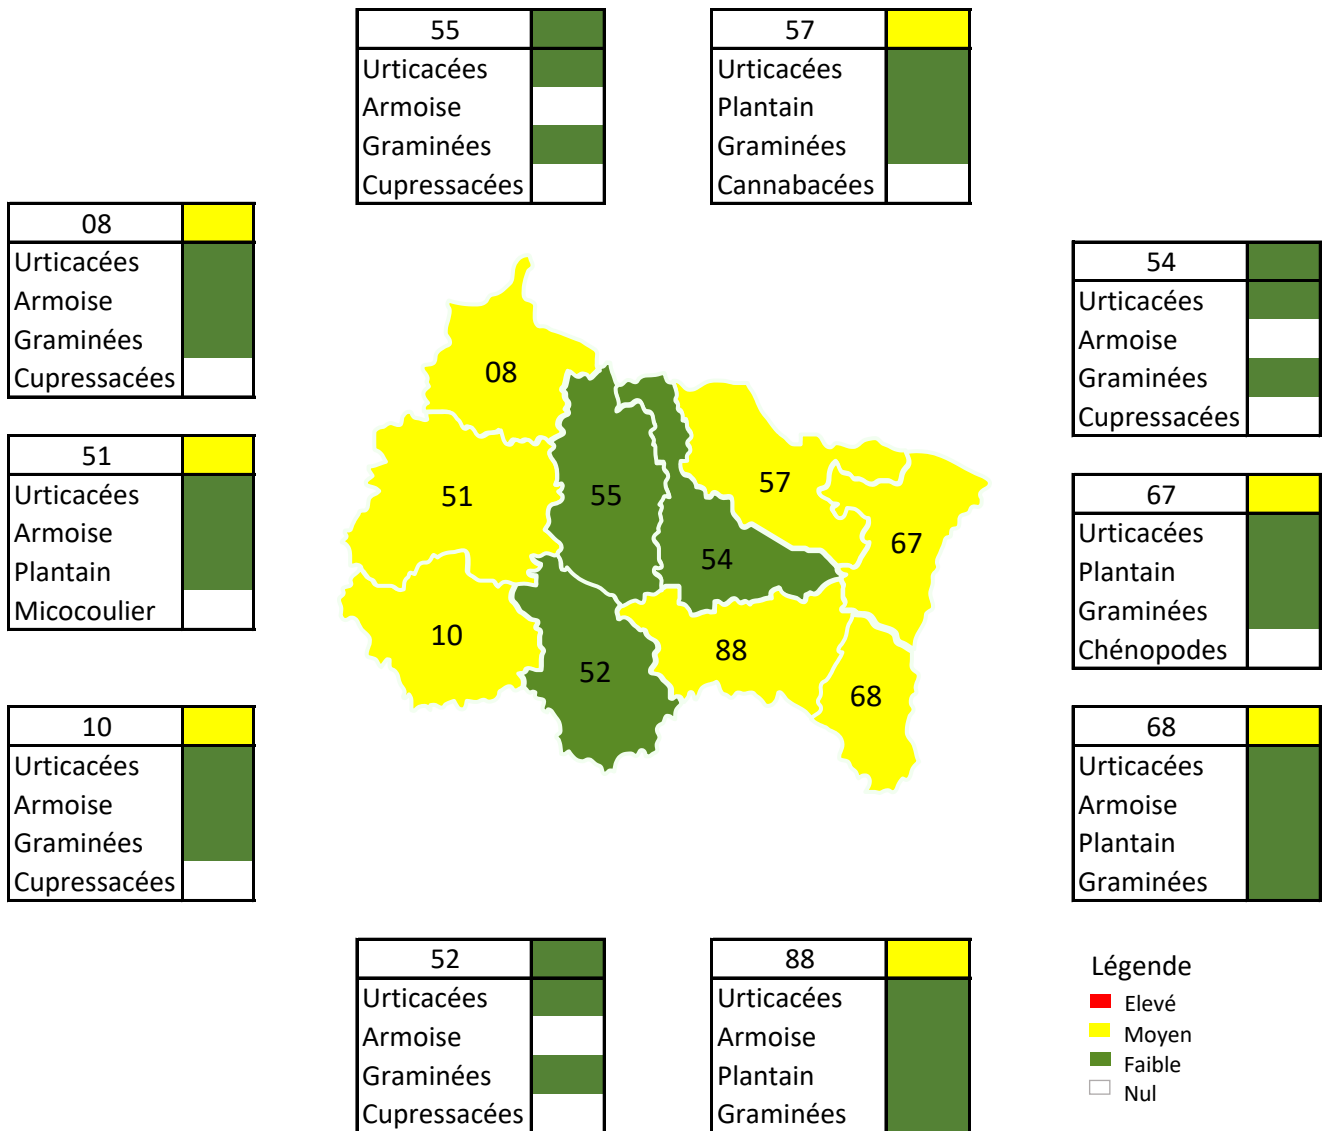 55
Urticacées
Armoise
Graminées
Cupressacées
57
Urticacées
Plantain
Graminées
Cannabacées
08
Urticacées
Armoise
Graminées
Cupressacées
54
Urticacées
Armoise
Graminées
Cupressacées
51
Urticacées
Armoise
Plantain
Micocoulier
67
Urticacées
Plantain
Graminées
Chénopodes
10
Urticacées
Armoise
Graminées
Cupressacées
68
Urticacées
Armoise
Plantain
Graminées
52
Urticacées
Armoise
Graminées
Cupressacées
88
Urticacées
Armoise
Plantain
Graminées
08
51
55
57
67
54
10
52
88
68
Légende
Elevé
Moyen
Faible
Nul